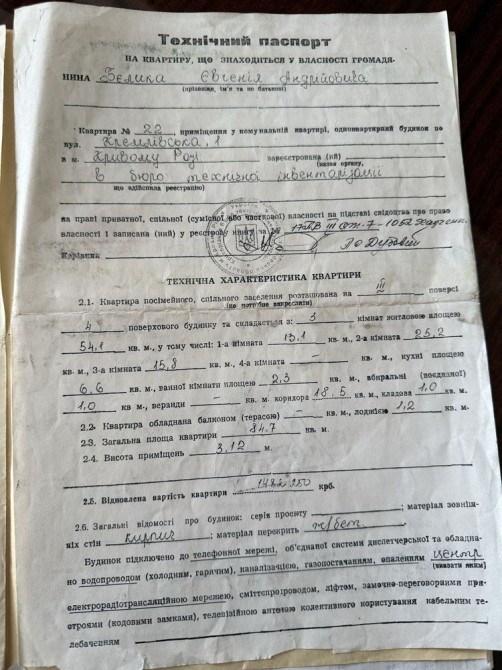 Технічний паспорт
НА КВАРТИРУ, ЩО ЗНАХОДИТЬСЯ У ВЛАСНОСТІ ГРОМАДЯ-
НИНА Бєлика Євгенія Андрійовича
(прізвище, ім'я та по батькові)
Квартира № 22, приміщення у комунальній квартирі, одноквартирний будинок по
вул. Кремлівська, 1
в м. Кривому Розі зареєстрована (ий)
(назва органу,
в бюро технічної інвентаризації
що здійснила реєстрацію)
на праві приватної, спільної (сумісної або часткової) власності на підставі свідоцтва про право
власності і записана (ний) у реєстрову книгу за №
Керівник
ТЕХНІЧНА ХАРАКТЕРИСТИКА КВАРТИРИ
2.1. Квартира посімейного, спільного заселення розташована на III поверсі
(не потрібне викреслити)
4 поверхового будинку та складається з: 3 кімнат житловою площею
54,1 кв. м., у тому числі: 1-а кімната 13,1 кв. м., 2-а кімната 25,2
кв. м., 3-а кімната 15,8 кв. м., 4-а кімната — кв. м., кухні площею
6,6 кв. м., ванної кімнати площею 2,3 кв. м., вбиральні (поєднаної)
1,0 кв. м., веранди — кв. м. коридора 18,5 кв. м., кладова 1,0
кв. м.
2.2. Квартира обладнана балконом (терасою) — кв. м., лоджією 1,2 кв. м.
2-3. Загальна площа квартири 84,7 кв. м.
2-4. Висота приміщень 3,12 м.
2.5. Відновлена вартість квартири крб.
2.6. Загальні відомості про будинок: серія проекту ; матеріал зовніш-
ніх стін кирпич ; матеріал перекрить ж/бет.
Будинок підключено до телефонної мережі, об'єднаної системи диспетчерської та обладна-
но водопроводом (холодним, гарячим), каналізацією, газопостачанням, опаленням центр
(вказати яким)
електрорадіотрансляційною мережею, сміттєпроводом, ліфтом, замочно-переговорними при-
строями (кодовими замками), телевізійною антеною колективного користування кабельним те-
лебаченням